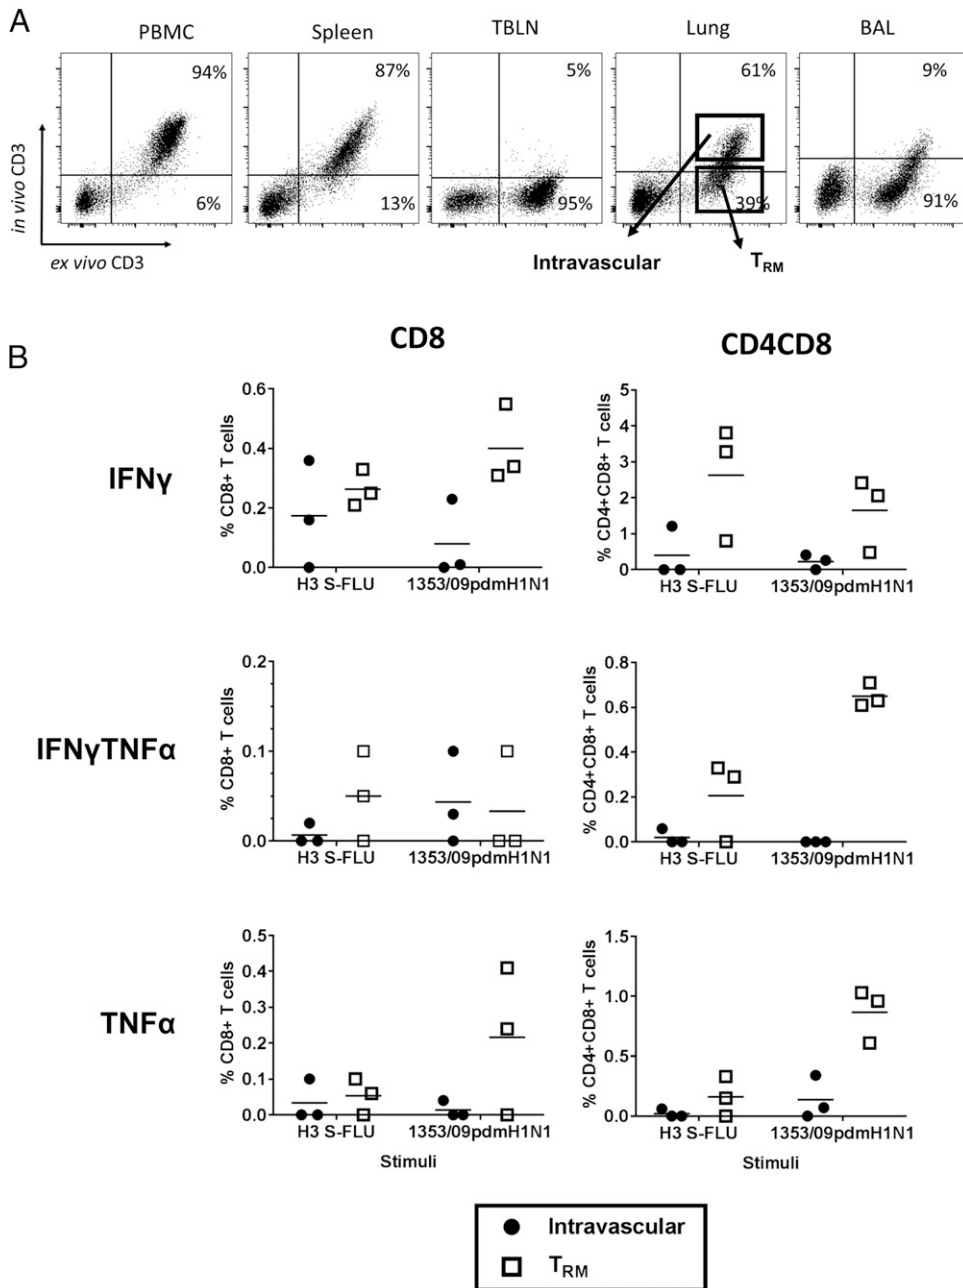 A
PBMC Spleen TBLN Lung BAL
94% 87% 5% 61% 9%
in vivo CD3
6% 13% 95% 39% 91%
ex vivo CD3
Intravascular
TRM
B
CD8 CD4CD8
IFNγ
% CD8+ T cells
0.6
0.4
0.2
0.0
H3 S-FLU 1353/09pdmH1N1
% CD4+CD8+ T cells
5
4
3
2
1
0
H3 S-FLU 1353/09pdmH1N1
IFNγTNFα
% CD8+ T cells
0.2
0.1
0.0
H3 S-FLU 1353/09pdmH1N1
% CD4+CD8+ T cells
0.8
0.6
0.4
0.2
0.0
H3 S-FLU 1353/09pdmH1N1
TNFα
% CD8+ T cells
0.5
0.4
0.3
0.2
0.1
0.0
H3 S-FLU 1353/09pdmH1N1
Stimuli
% CD4+CD8+ T cells
1.5
1.0
0.5
0.0
H3 S-FLU 1353/09pdmH1N1
Stimuli
Intravascular
TRM